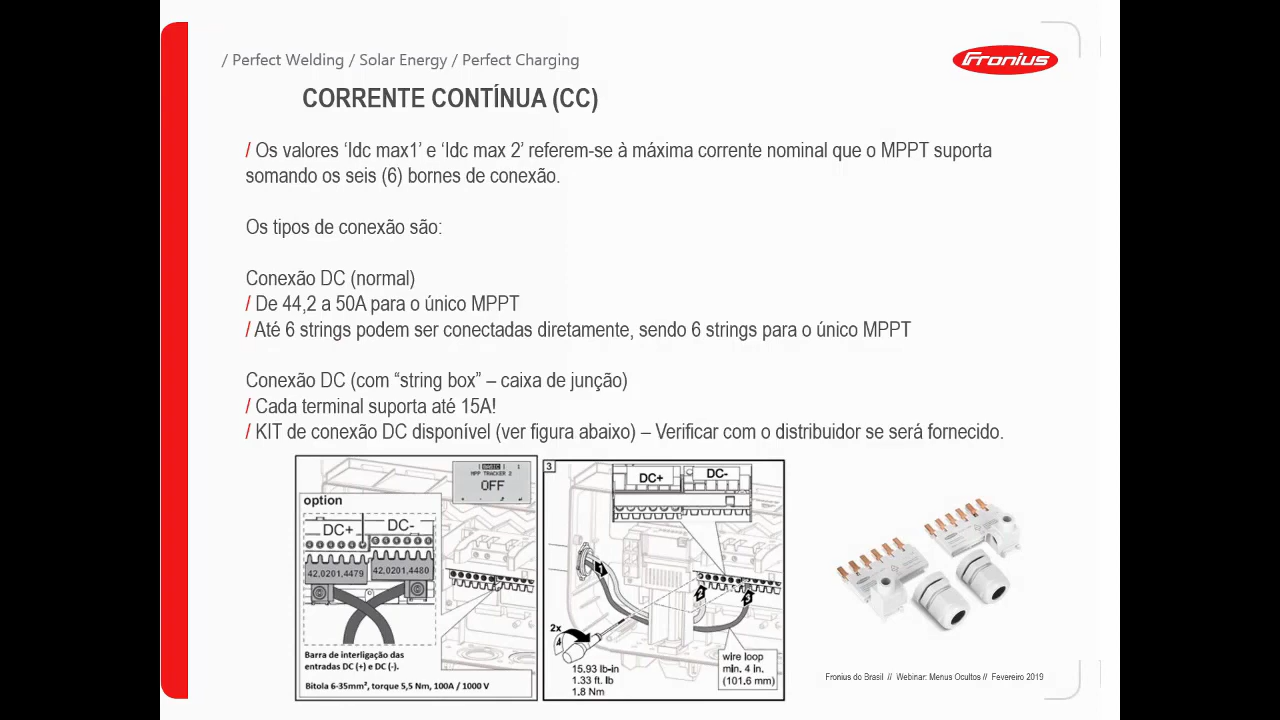 / Perfect Welding / Solar Energy / Perfect Charging
Fronius
CORRENTE CONTÍNUA (CC)
/ Os valores ‘Idc max1’ e ‘Idc max 2’ referem-se à máxima corrente nominal que o MPPT suporta
somando os seis (6) bornes de conexão.
Os tipos de conexão são:
Conexão DC (normal)
/ De 44,2 a 50A para o único MPPT
/ Até 6 strings podem ser conectadas diretamente, sendo 6 strings para o único MPPT
Conexão DC (com “string box” – caixa de junção)
/ Cada terminal suporta até 15A!
/ KIT de conexão DC disponível (ver figura abaixo) – Verificar com o distribuidor se será fornecido.
BASIC 1
MPP TRACKER 2
OFF
option
DC+ DC-
42,0201,4479 42,0201,4480
Barra de interligação das
entradas DC (+) e DC (-).
Bitola 6-35mm², torque 5,5 Nm, 100A / 1000 V
3
DC+ DC-
1
2
3
2x
4
15.93 lb-in
1.33 ft. lb
1.8 Nm
wire loop
min. 4 in.
(101.6 mm)
Fronius do Brasil // Webinar: Menus Ocultos // Fevereiro 2019